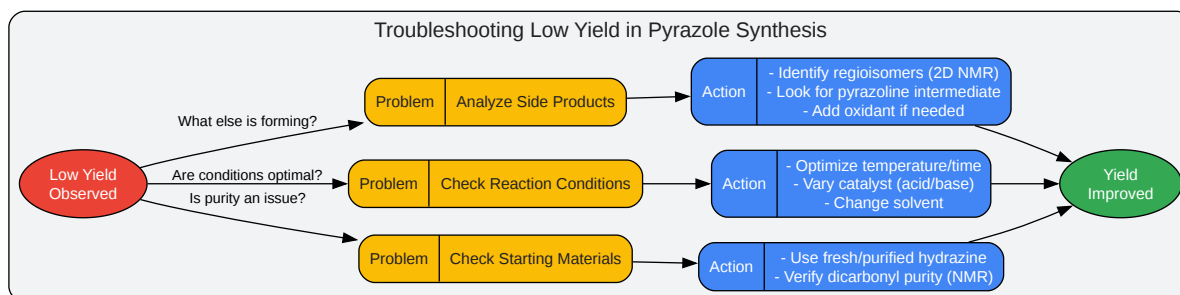 Troubleshooting Low Yield in Pyrazole Synthesis
Low Yield
Observed
What else is forming?
Are conditions optimal?
Is purity an issue?
Problem
Analyze Side Products
Action
- Identify regioisomers (2D NMR)
- Look for pyrazoline intermediate
- Add oxidant if needed
Problem
Check Reaction Conditions
Action
- Optimize temperature/time
- Vary catalyst (acid/base)
- Change solvent
Problem
Check Starting Materials
Action
- Use fresh/purified hydrazine
- Verify dicarbonyl purity (NMR)
Yield
Improved